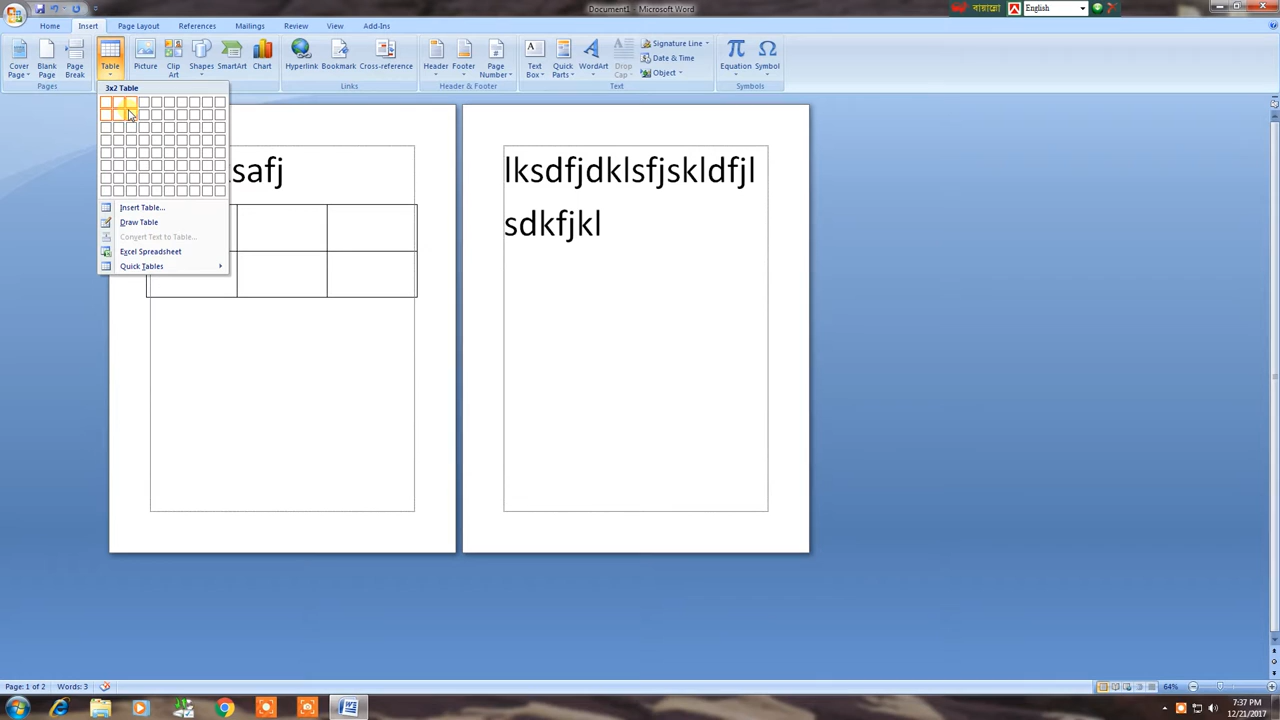 Document1 - Microsoft Word
বায়ান্নো
English
Home Insert Page Layout References Mailings Review View Add-Ins
Cover Page
Blank Page
Page Break
Table
Picture
Clip Art
Shapes
SmartArt
Chart
Hyperlink
Bookmark
Cross-reference
Header
Footer
Page Number
Text Box
Quick Parts
WordArt
Drop Cap
Signature Line
Date & Time
Object
Equation
Symbol
Pages
Links
Header & Footer
Text
Symbols
3x2 Table
Insert Table...
Draw Table
Convert Text to Table...
Excel Spreadsheet
Quick Tables
safj
lksdfjdklsfjskldfjl
sdkfjkl
Page: 1 of 2
Words: 3
64%
7:37 PM
12/21/2017